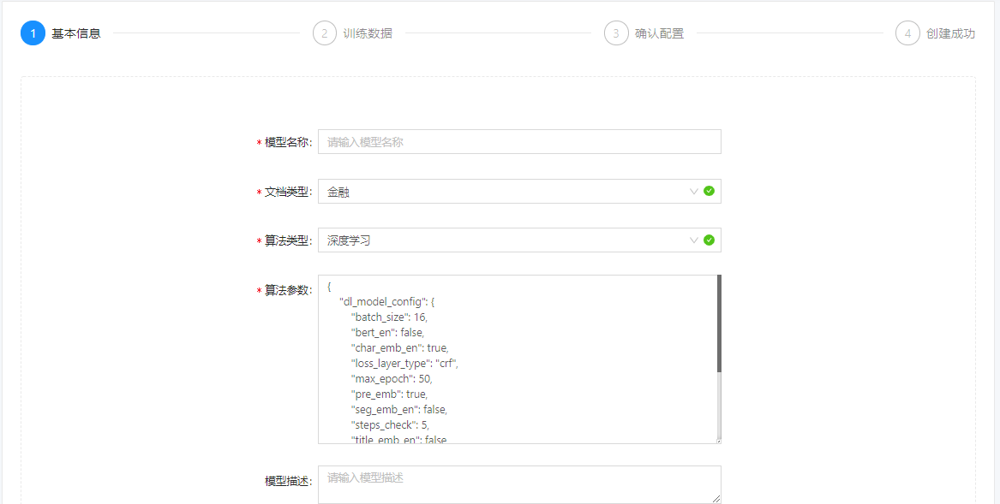 1 基本信息 2 训练数据 3 确认配置 4 创建成功
* 模型名称: 请输入模型名称
* 文档类型: 金融
* 算法类型: 深度学习
* 算法参数: {
"dl_model_config": {
"batch_size": 16,
"bert_en": false,
"char_emb_en": true,
"loss_layer_type": "crf",
"max_epoch": 50,
"pre_emb": true,
"seg_emb_en": false,
"steps_check": 5,
"title_emb_en": false
模型描述: 请输入模型描述